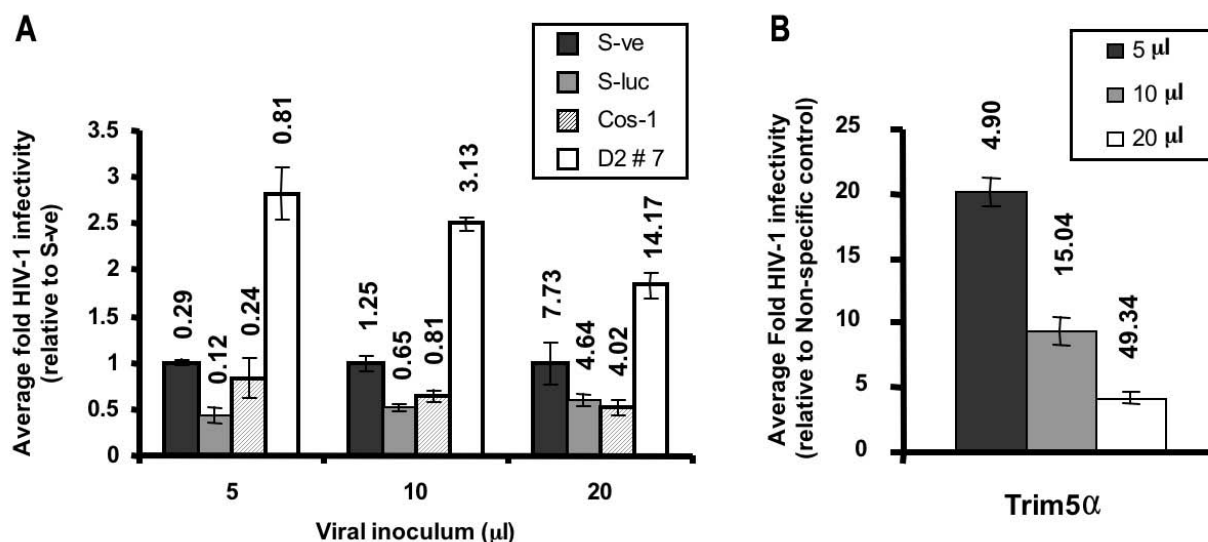 A
S-ve
S-luc
Cos-1
D2 # 7
Average fold HIV-1 infectivity
(relative to S-ve)
3.5
3
2.5
2
1.5
1
0.5
0
0.29
0.12
0.24
0.81
1.25
0.65
0.81
3.13
7.73
4.64
4.02
14.17
5
10
20
Viral inoculum (µl)
B
5 µl
10 µl
20 µl
Average Fold HIV-1 infectivity
(relative to Non-specific control)
25
20
15
10
5
0
4.90
15.04
49.34
Trim5α